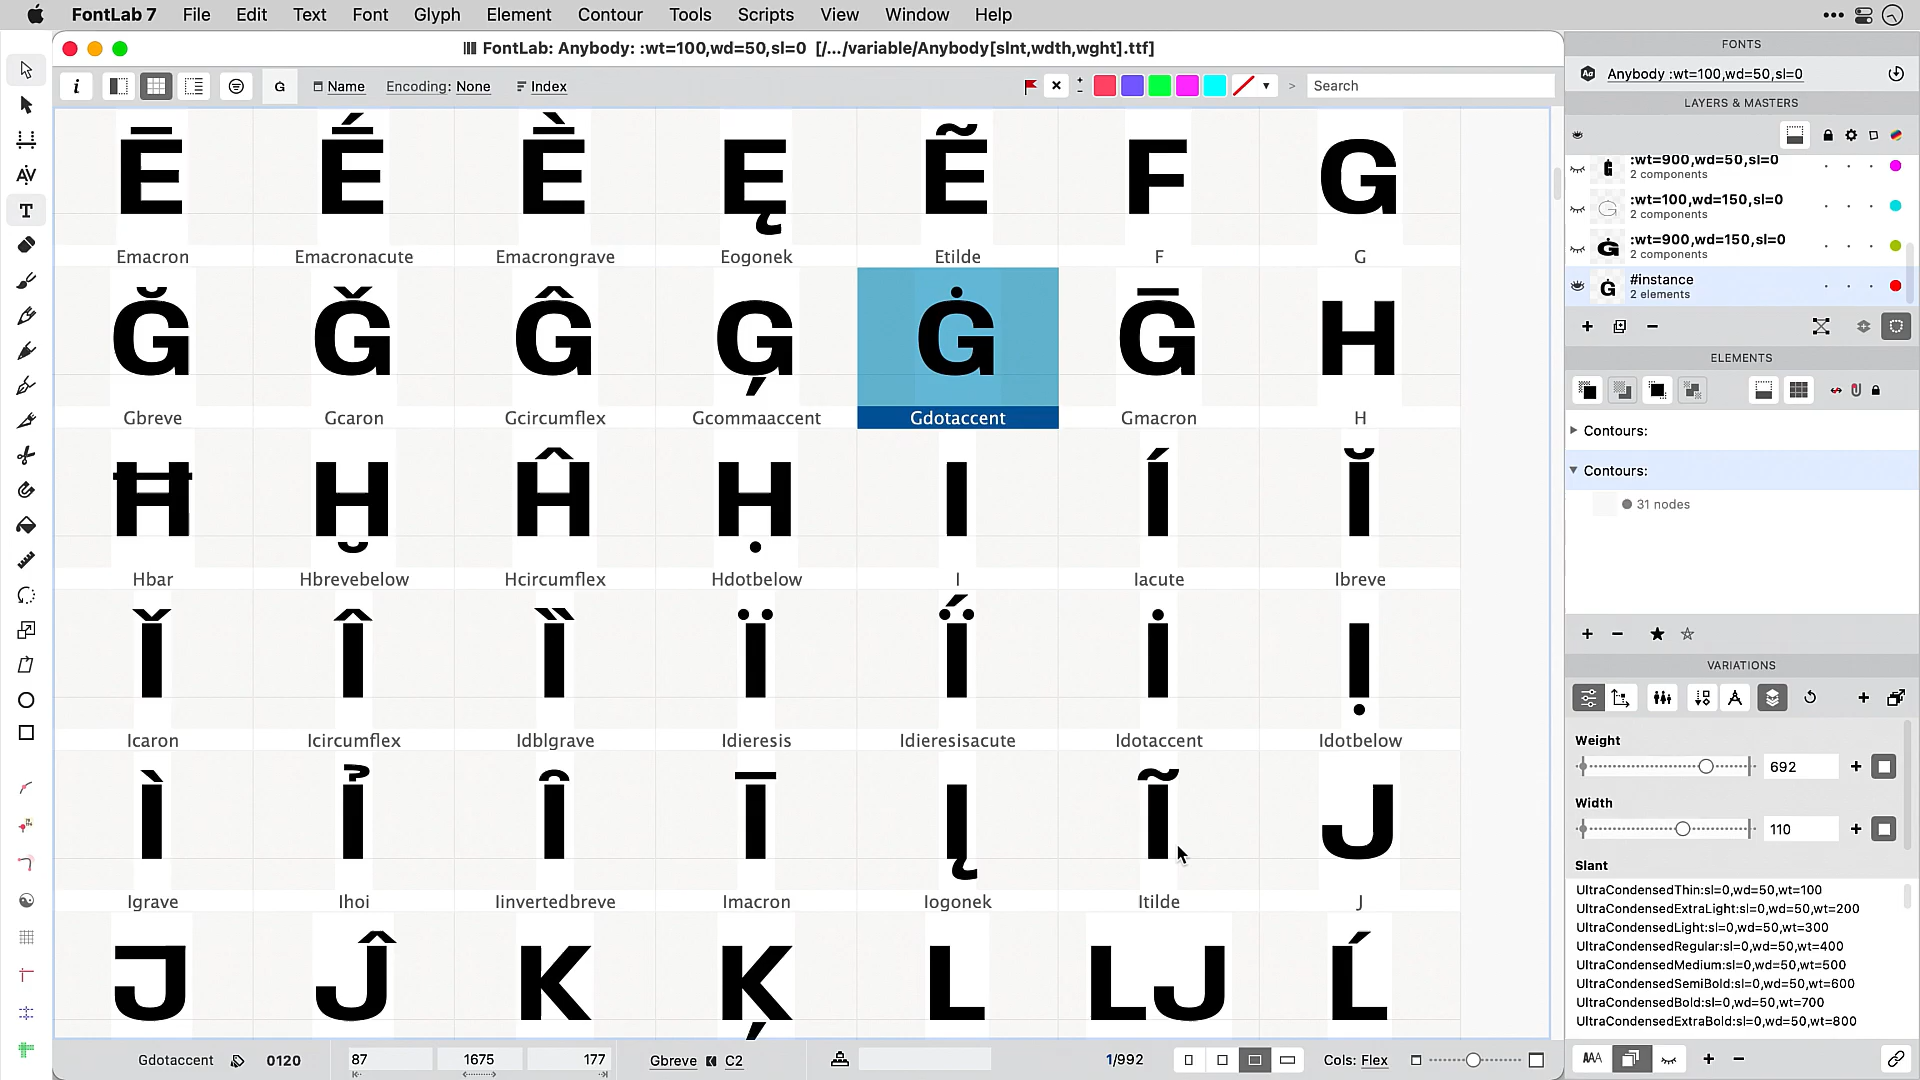 FontLab 7 File Edit Text Font Glyph Element Contour Tools Scripts View Window Help
FontLab: Anybody: :wt=100,wd=50,sl=0 [/.../variable/Anybody[slnt,wdth,wght].ttf]
G Name Encoding: None Index Search
Ē Ḗ Ḕ Ę Ẽ F G
Emacron Emacronacute Emacrongrave Eogonek Etilde F G
Ğ Ǧ Ĝ Ģ Ġ Ḡ H
Gbreve Gcaron Gcircumflex Gcommaaccent Gdotaccent Gmacron H
Ħ Ḫ Ĥ Ḥ I Í Ĭ
Hbar Hbrevebelow Hcircumflex Hdotbelow I Iacute Ibreve
Ǐ Î Ȉ Ï Ḯ İ Ị
Icaron Icircumflex Idblgrave Idieresis Idieresisacute Idotaccent Idotbelow
Ì Ỉ Ȋ Ī Į Ĩ J
Igrave Ihoi Iinvertedbreve Imacron Iogonek Itilde J
J Ĵ K Ķ L LJ Ĺ
Gdotaccent 0120 87 1675 177 Gbreve C2 1/992 Cols: Flex
FONTS
Anybody :wt=100,wd=50,sl=0
LAYERS & MASTERS
:wt=900,wd=50,sl=0
2 components
:wt=100,wd=150,sl=0
2 components
:wt=900,wd=150,sl=0
2 components
#instance
2 elements
ELEMENTS
Contours:
Contours:
31 nodes
VARIATIONS
Weight
692
Width
110
Slant
UltraCondensedThin:sl=0,wd=50,wt=100
UltraCondensedExtraLight:sl=0,wd=50,wt=200
UltraCondensedLight:sl=0,wd=50,wt=300
UltraCondensedRegular:sl=0,wd=50,wt=400
UltraCondensedMedium:sl=0,wd=50,wt=500
UltraCondensedSemiBold:sl=0,wd=50,wt=600
UltraCondensedBold:sl=0,wd=50,wt=700
UltraCondensedExtraBold:sl=0,wd=50,wt=800
AAA